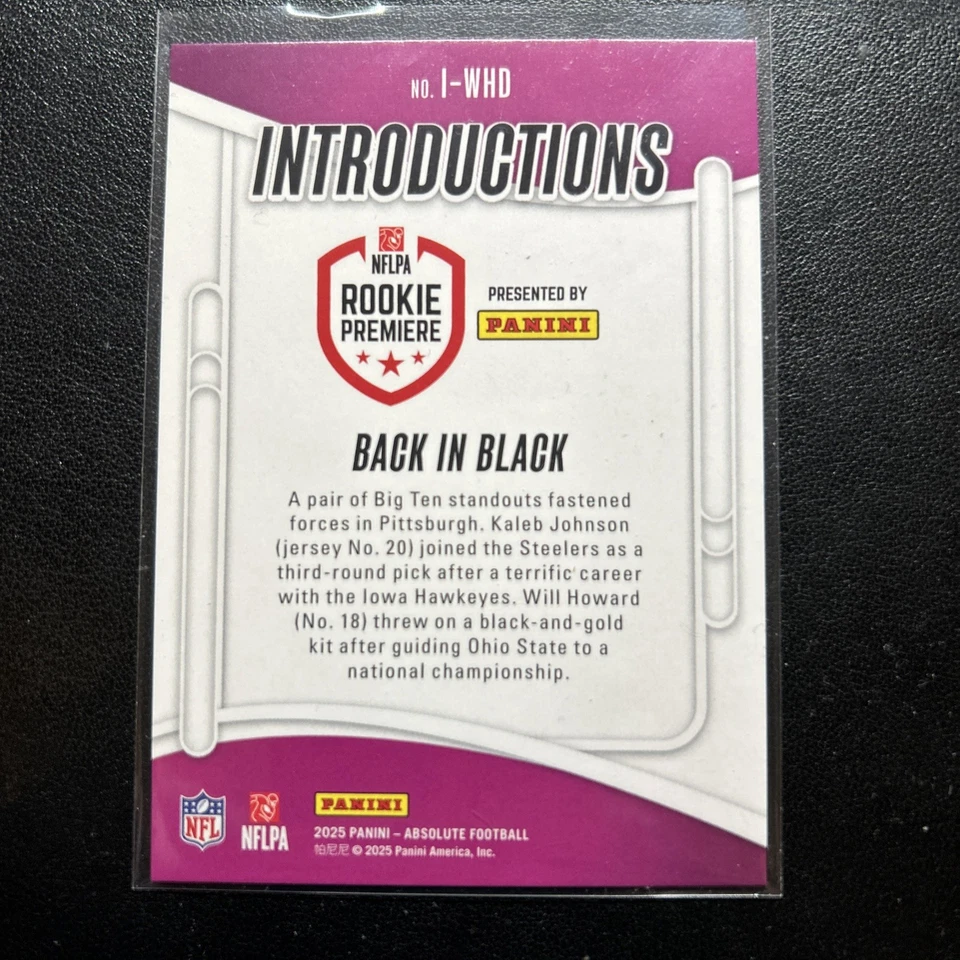 NO. I-WHD
INTRODUCTIONS
NFLPA
ROOKIE
PREMIERE
PRESENTED BY
PANINI
BACK IN BLACK
A pair of Big Ten standouts fastened
forces in Pittsburgh. Kaleb Johnson
(jersey No. 20) joined the Steelers as a
third-round pick after a terrific career
with the Iowa Hawkeyes. Will Howard
(No. 18) threw on a black-and-gold
kit after guiding Ohio State to a
national championship.
NFL
NFLPA
PANINI
2025 PANINI – ABSOLUTE FOOTBALL
帕尼尼 © 2025 Panini America, Inc.